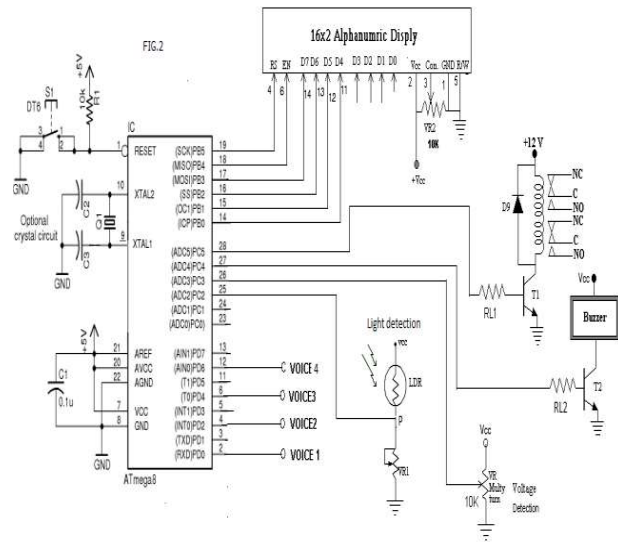 FIG.2
16x2 Alphanumric Disply
RS EN D7 D6 D5 D4 D3 D2 D1 D0 Vcc Con. GND R/W
4 6 14 13 12 11 2 3 1 5
VR2
10K
+Vcc
+5V
S1
DT6
10k
R1
3 1
4 2
GND
IC
1 RESET
10 XTAL2
9 XTAL1
C2
Q1
C3
Optional
crystal circuit
GND
(SCK)PB5 19
(MISO)PB4 18
(MOSI)PB3 17
(SS)PB2 16
(OC1)PB1 15
(ICP)PB0 14
(ADC5)PC5 28
(ADC4)PC4 27
(ADC3)PC3 26
(ADC2)PC2 25
(ADC1)PC1 24
(ADC0)PC0 23
+5V
21 AREF
20 AVCC
22 AGND
7 VCC
8 GND
C1
0.1u
GND
(AIN1)PD7 13
(AIN0)PD6 12 VOICE 4
(T1)PD5 11
(T0)PD4 6 VOICE3
(INT1)PD3 5
(INT0)PD2 4 VOICE2
(TXD)PD1 3
(RXD)PD0 2 VOICE 1
ATmega8
Light detection
vcc
LDR
P
VR1
+12 V
D9
NC
C
NO
NC
C
NO
RL1
T1
Vcc
Buzzer
RL2
T2
Vcc
VR
Multy
turn
10K
Voltage
Detection